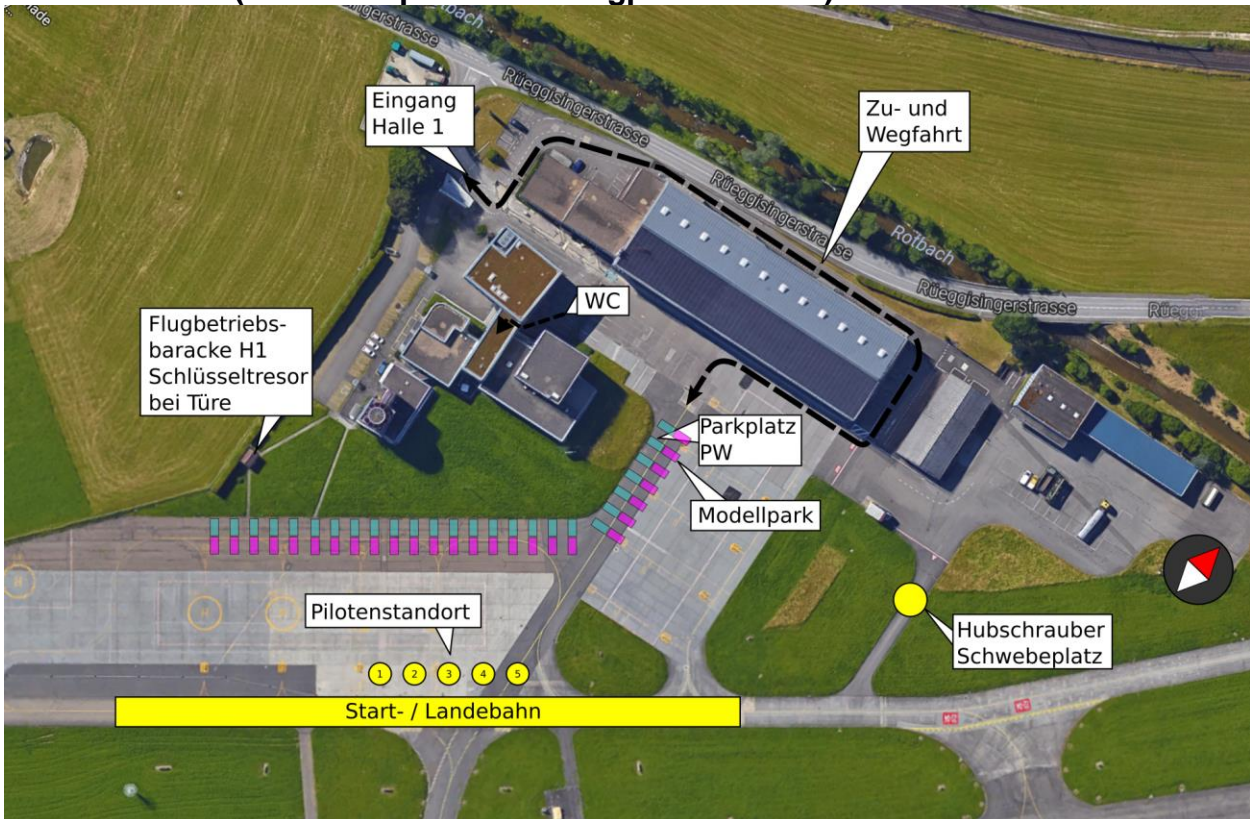 Rüeggisingerstrasse
Eingang
Halle 1
Zu- und
Wegfahrt
Rüeggisingerstrasse
Rotbach
Rüeggisingerstrasse
WC
Flugbetriebs-
baracke H1
Schlüsseltresor
bei Türe
Parkplatz
PW
Modellpark
Pilotenstandort
Hubschrauber
Schwebeplatz
1 2 3 4 5
Start- / Landebahn
H
H
H